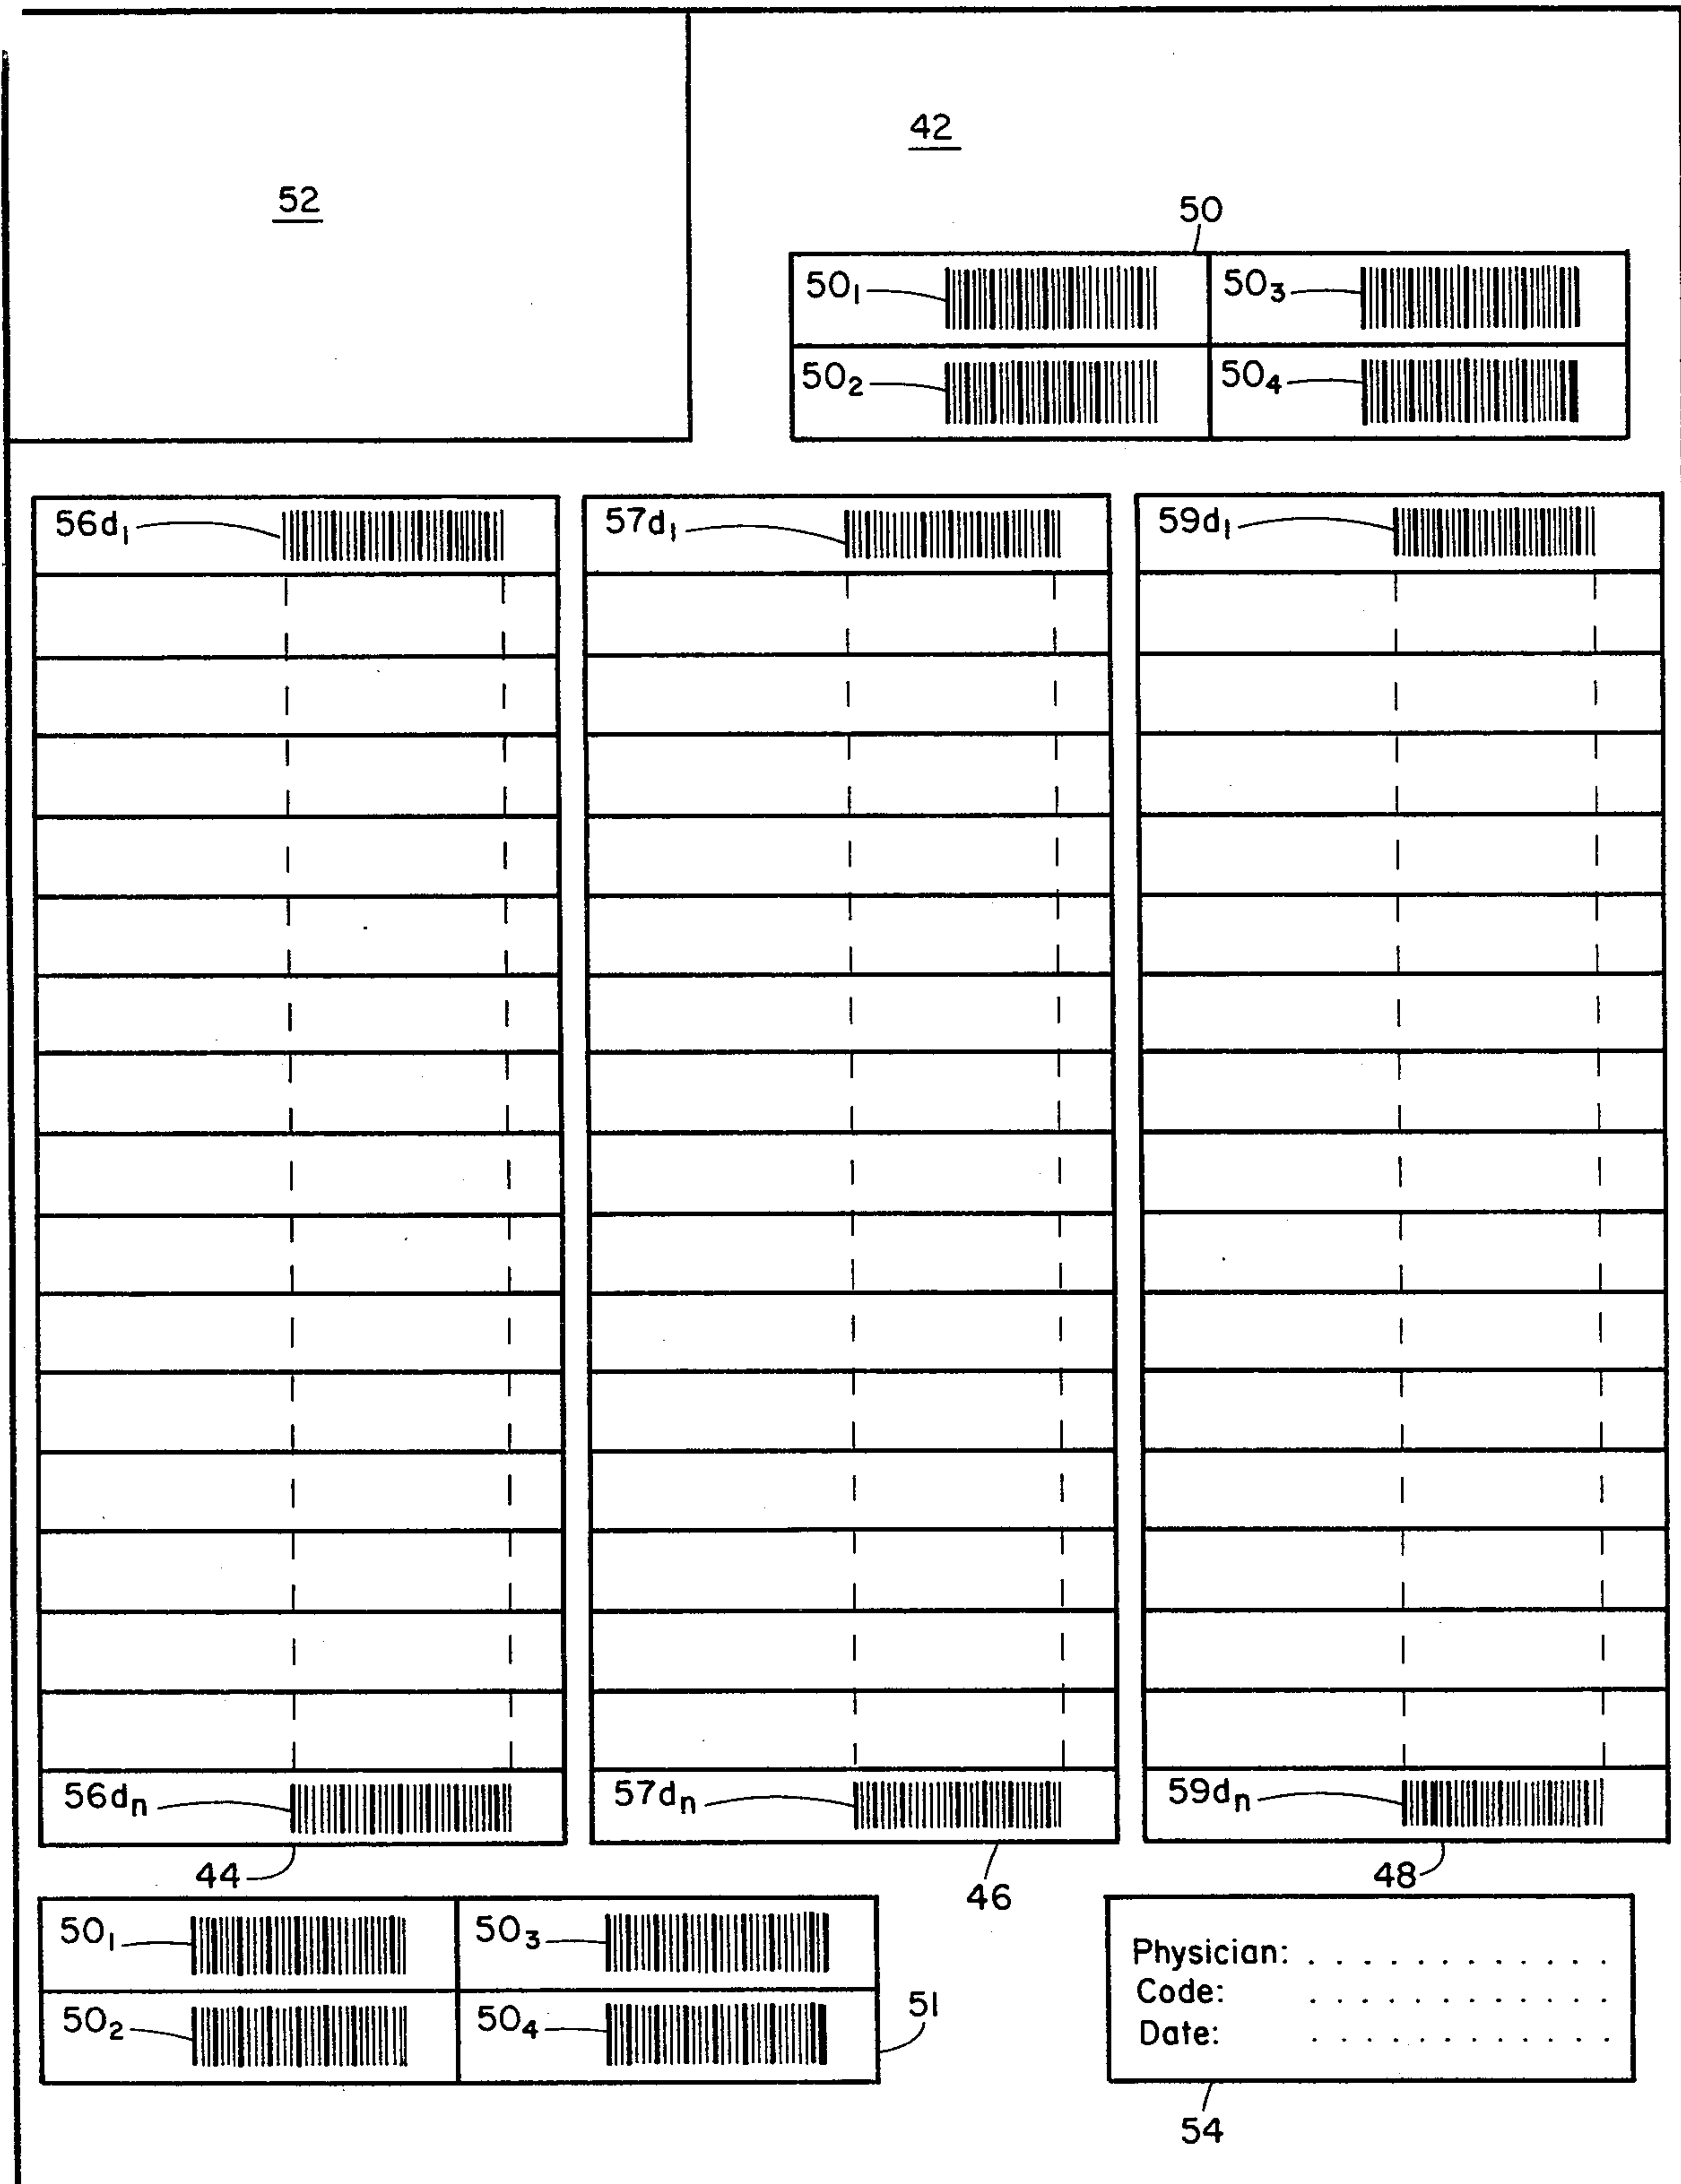 42
52
50
50₁
50₃
50₂
50₄
56d₁
57d₁
59d₁
56dₙ
57dₙ
59dₙ
44
46
48
50₁
50₃
50₂
50₄
51
Physician: . . . . . . . . . . . .
Code: . . . . . . . . . . . .
Date: . . . . . . . . . . . .
54